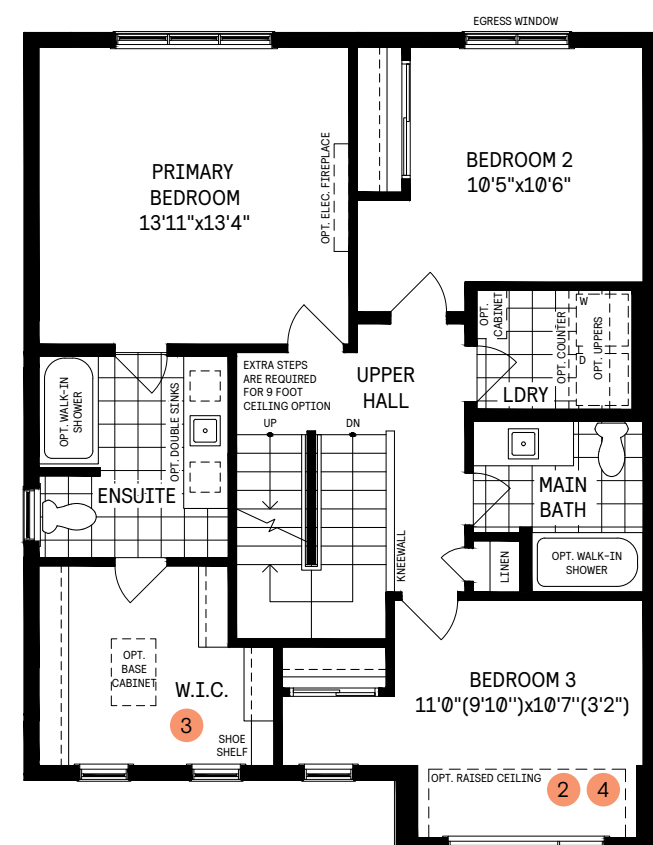 EGRESS WINDOW
PRIMARY
BEDROOM
13'11"x13'4"
OPT. ELEC. FIREPLACE
BEDROOM 2
10'5"x10'6"
OPT.
CABINET
W
D
OPT. COUNTER
OPT. UPPERS
LDRY
EXTRA STEPS
ARE REQUIRED
FOR 9 FOOT
CEILING OPTION
UP
DN
UPPER
HALL
OPT. WALK-IN
SHOWER
OPT. DOUBLE SINKS
ENSUITE
MAIN
BATH
KNEEWALL
LINEN
OPT. WALK-IN
SHOWER
OPT.
BASE
CABINET
W.I.C.
3
SHOE
SHELF
BEDROOM 3
11'0"(9'10")x10'7"(3'2")
OPT. RAISED CEILING
2
4